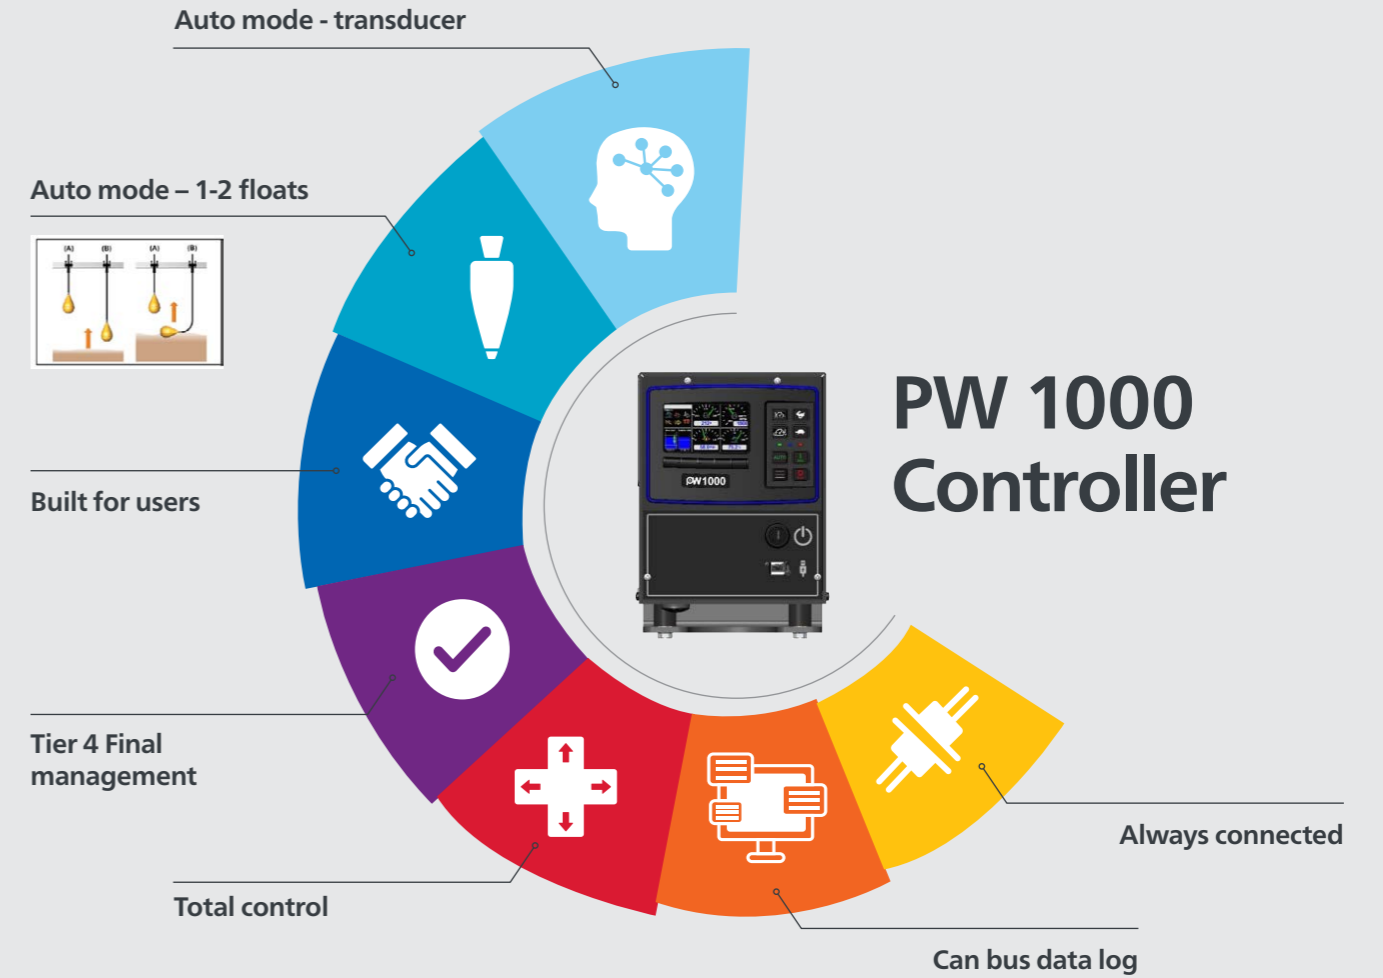 Auto mode - transducer
Auto mode – 1-2 floats
(A) (B) (A) (B)
PW 1000
Controller
PW1000
Built for users
Tier 4 Final
management
Total control
Always connected
Can bus data log